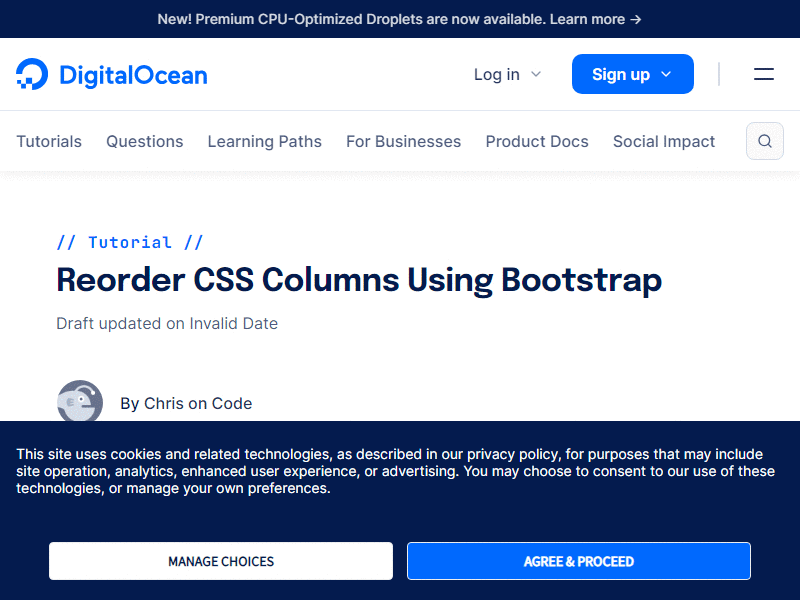 New! Premium CPU-Optimized Droplets are now available. Learn more →
DigitalOcean
Log in
Sign up
Tutorials Questions Learning Paths For Businesses Product Docs Social Impact
// Tutorial //
Reorder CSS Columns Using Bootstrap
Draft updated on Invalid Date
By Chris on Code
This site uses cookies and related technologies, as described in our privacy policy, for purposes that may include
site operation, analytics, enhanced user experience, or advertising. You may choose to consent to our use of these
technologies, or manage your own preferences.
MANAGE CHOICES
AGREE & PROCEED